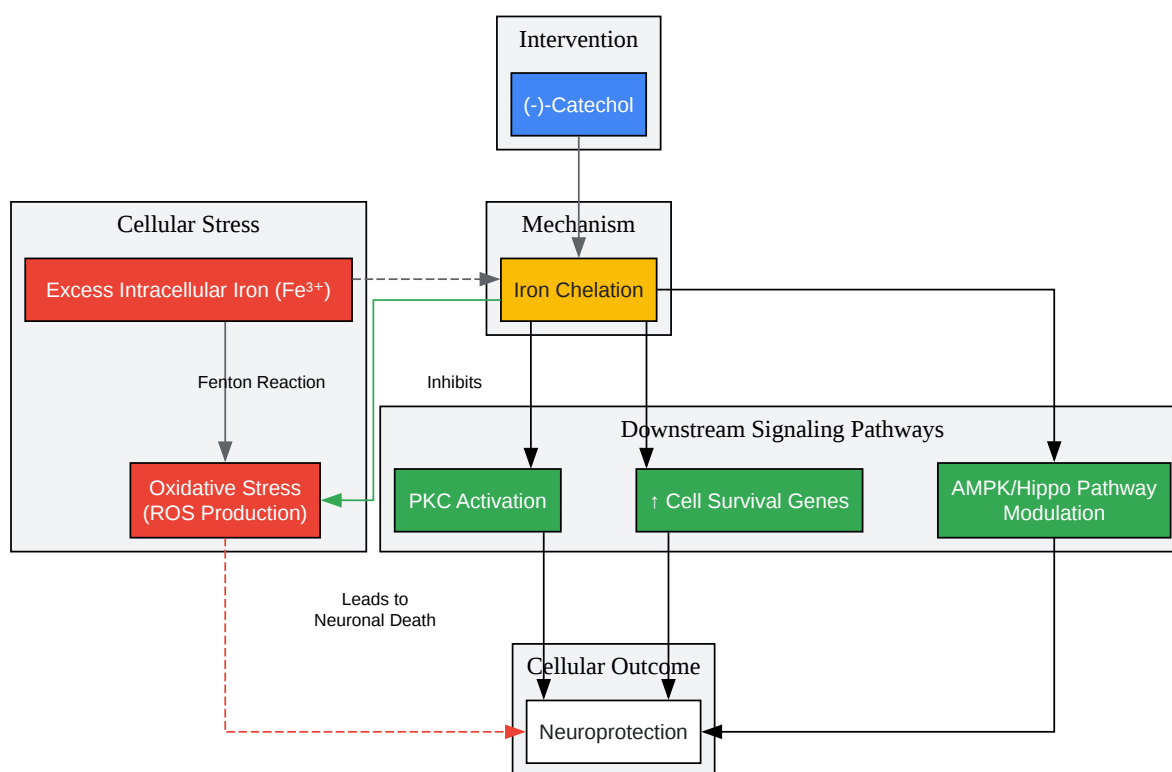 Intervention
(-)-Catechol
Cellular Stress
Mechanism
Excess Intracellular Iron (Fe³⁺)
Iron Chelation
Fenton Reaction
Inhibits
Downstream Signaling Pathways
Oxidative Stress
(ROS Production)
PKC Activation
↑ Cell Survival Genes
AMPK/Hippo Pathway
Modulation
Leads to
Neuronal Death
Cellular Outcome
Neuroprotection